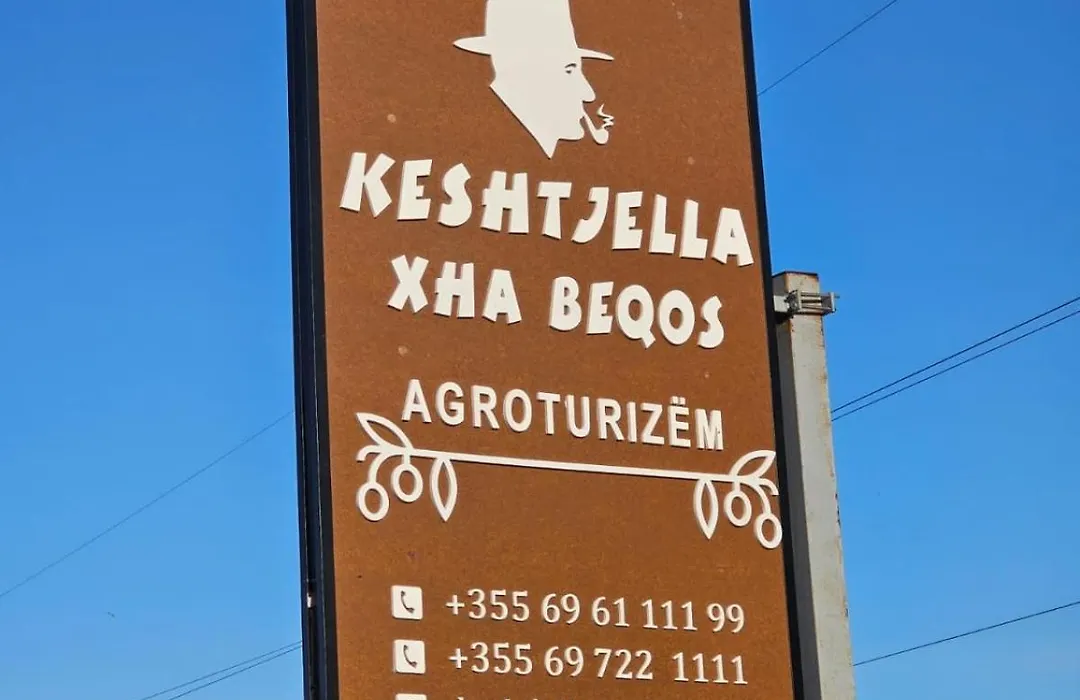 KESHTJELLA
XHA BEQOS
AGROTURIZËM
+355 69 61 111 99
+355 69 722 1111